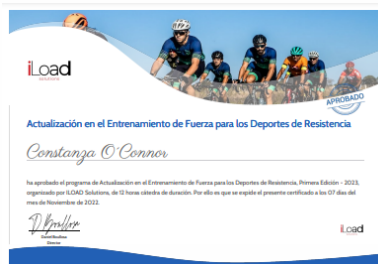 iLoad
SOLUTIONS
APROBADO
Actualización en el Entrenamiento de Fuerza para los Deportes de Resistencia
Constanza O'Connor
ha aprobado el programa de Actualización en el Entrenamiento de Fuerza para los Deportes de Resistencia, Primera Edición - 2023,
organizado por iLOAD Solutions, de 12 horas cátedra de duración. Por ello es que se expide el presente certificado a los 07 días del
mes de Noviembre de 2022.
Director
iLoad